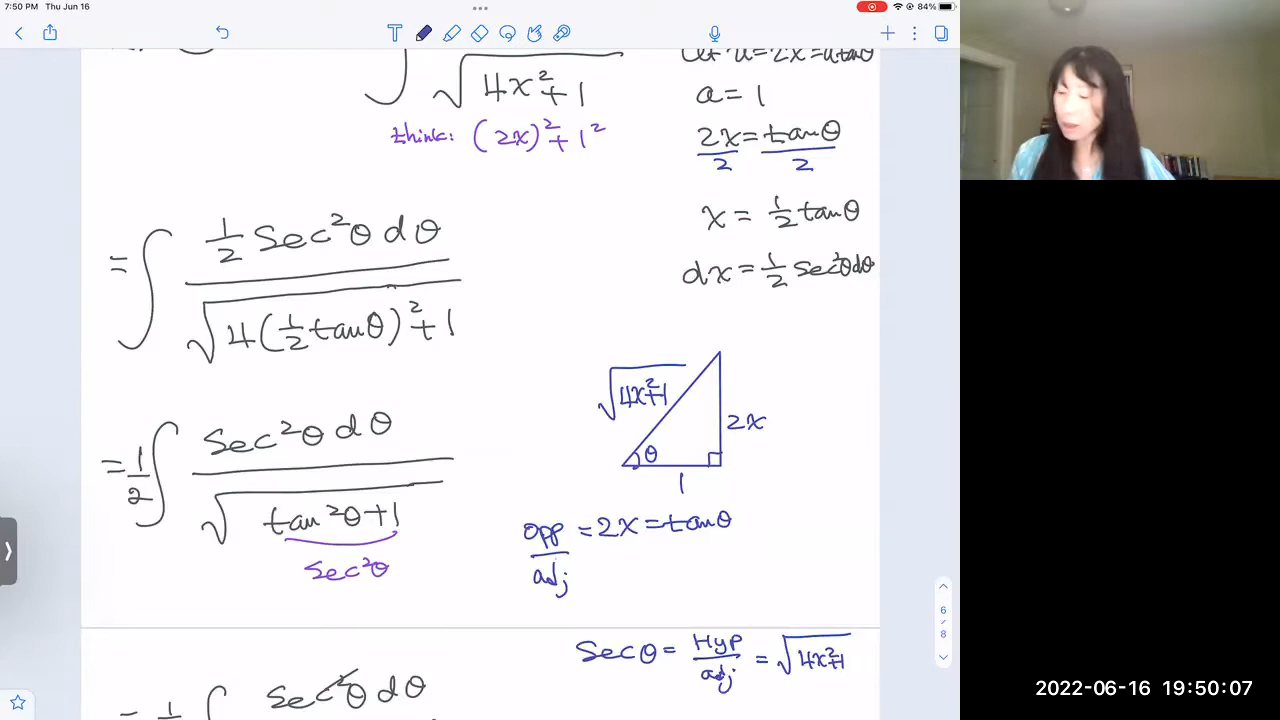 7:50 PM Thu Jun 16
84%
∫ √(4x²+1)
think: (2x)²+1²
a = 1
2x/2 = tanθ/2
x = 1/2 tanθ
dx = 1/2 sec²θdθ
= ∫ 1/2 Sec²θ dθ / √(4(1/2 tanθ)²+1)
√(4x²+1)
2x
θ
1
= 1/2 ∫ Sec²θ dθ / √(tan²θ+1)
Sec²θ
opp/adj = 2x = tanθ
6
/
8
Secθ = Hyp/adj = √(4x²+1)
= 1/ ∫ Sec²θ dθ
2022-06-16 19:50:07